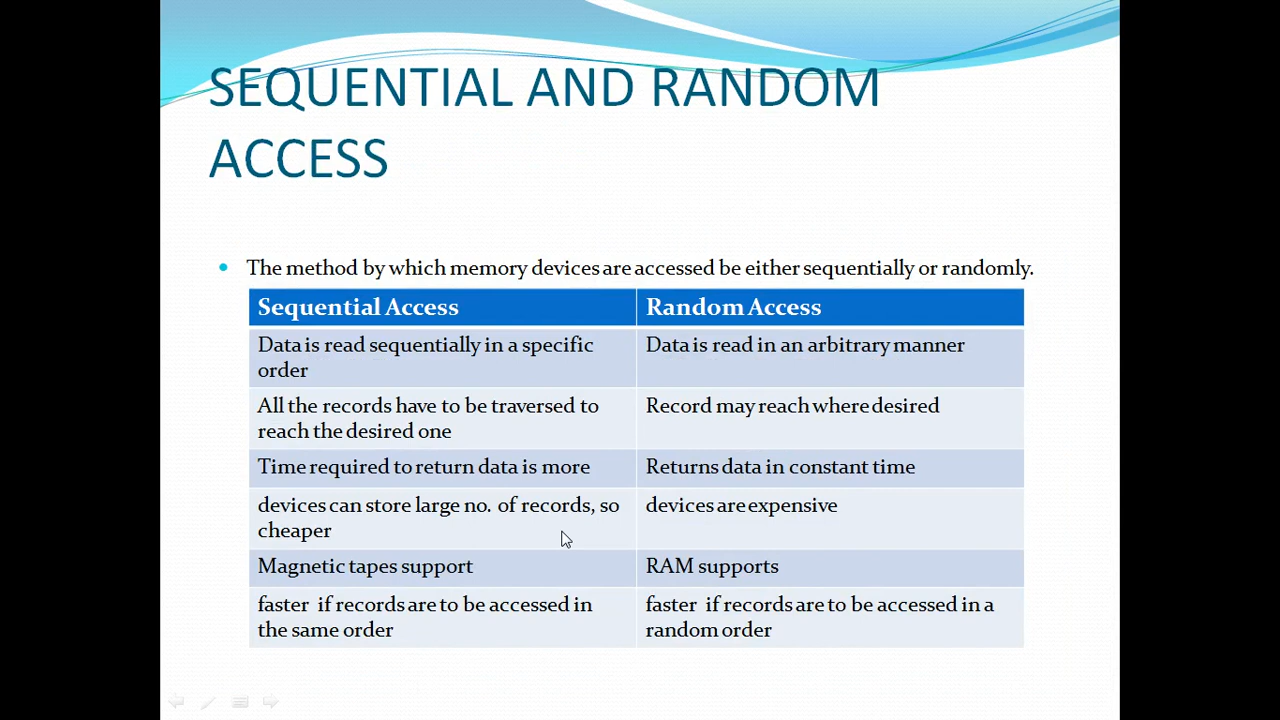 SEQUENTIAL AND RANDOM
ACCESS
The method by which memory devices are accessed be either sequentially or randomly.
Sequential Access
Random Access
Data is read sequentially in a specific
order
Data is read in an arbitrary manner
All the records have to be traversed to
reach the desired one
Record may reach where desired
Time required to return data is more
Returns data in constant time
devices can store large no. of records, so
cheaper
devices are expensive
Magnetic tapes support
RAM supports
faster if records are to be accessed in
the same order
faster if records are to be accessed in a
random order